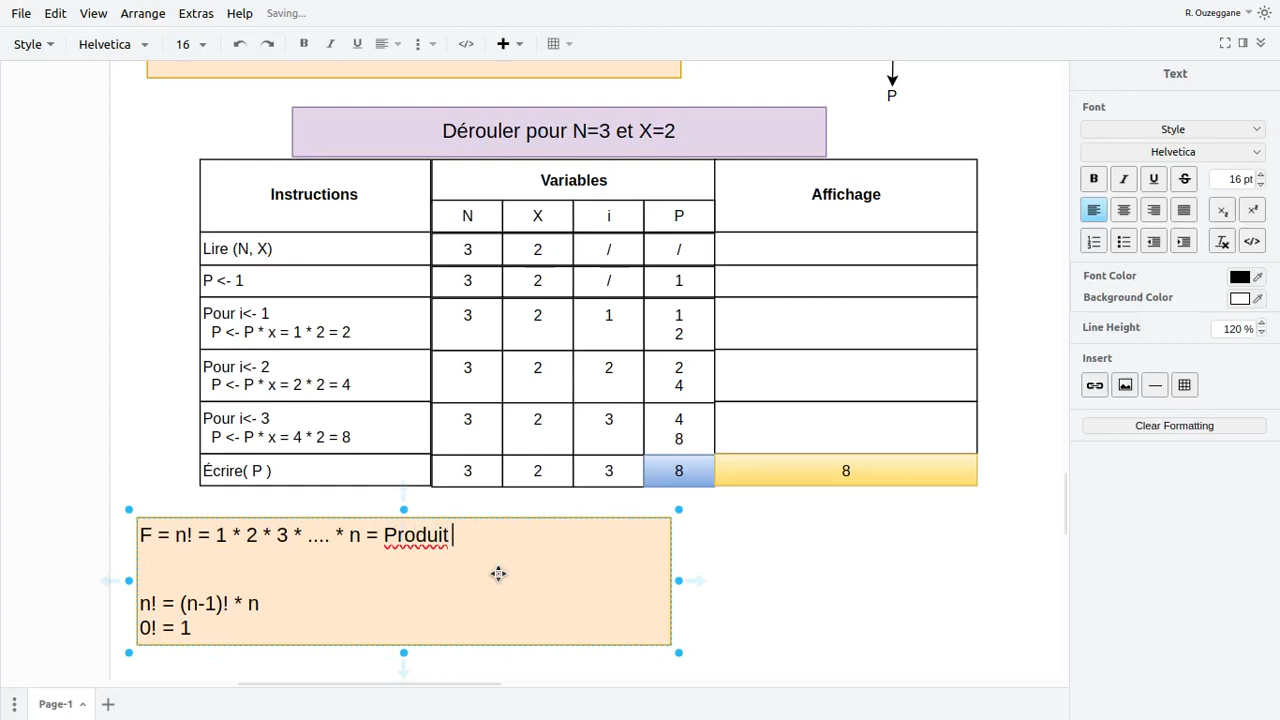 File Edit View Arrange Extras Help Saving... R. Ouzeggane
Style Helvetica 16 B I U </>
P
Text
Font
Style
Helvetica
B I U S 16 pt
Font Color
Background Color
Line Height 120 %
Insert
Clear Formatting
Dérouler pour N=3 et X=2
Instructions Variables Affichage
N X i P
Lire (N, X) 3 2 / /
P <- 1 3 2 / 1
Pour i<- 1 3 2 1 1
P <- P * x = 1 * 2 = 2 2
Pour i<- 2 3 2 2 2
P <- P * x = 2 * 2 = 4 4
Pour i<- 3 3 2 3 4
P <- P * x = 4 * 2 = 8 8
Écrire( P ) 3 2 3 8 8
F = n! = 1 * 2 * 3 * .... * n = Produit
n! = (n-1)! * n
0! = 1
Page-1